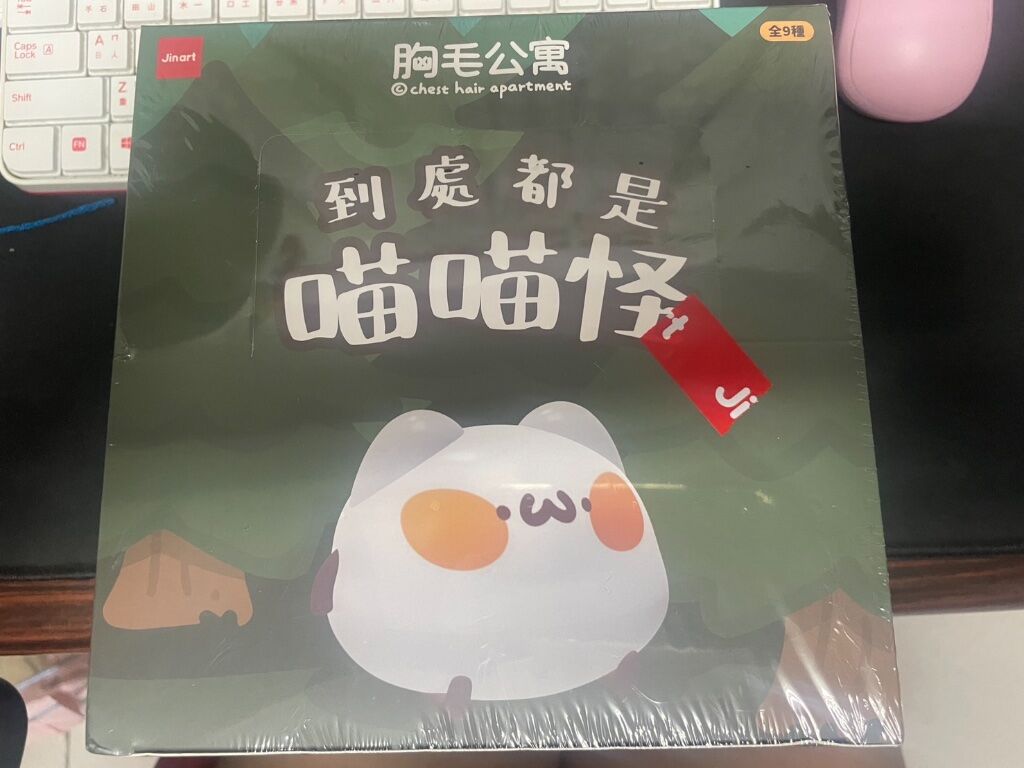 Caps Lock A
A
Shift
Z
Ctrl
FN
Jinart
全9種
胸毛公寓
© chest hair apartment
到處都是
喵喵怪
t Ji